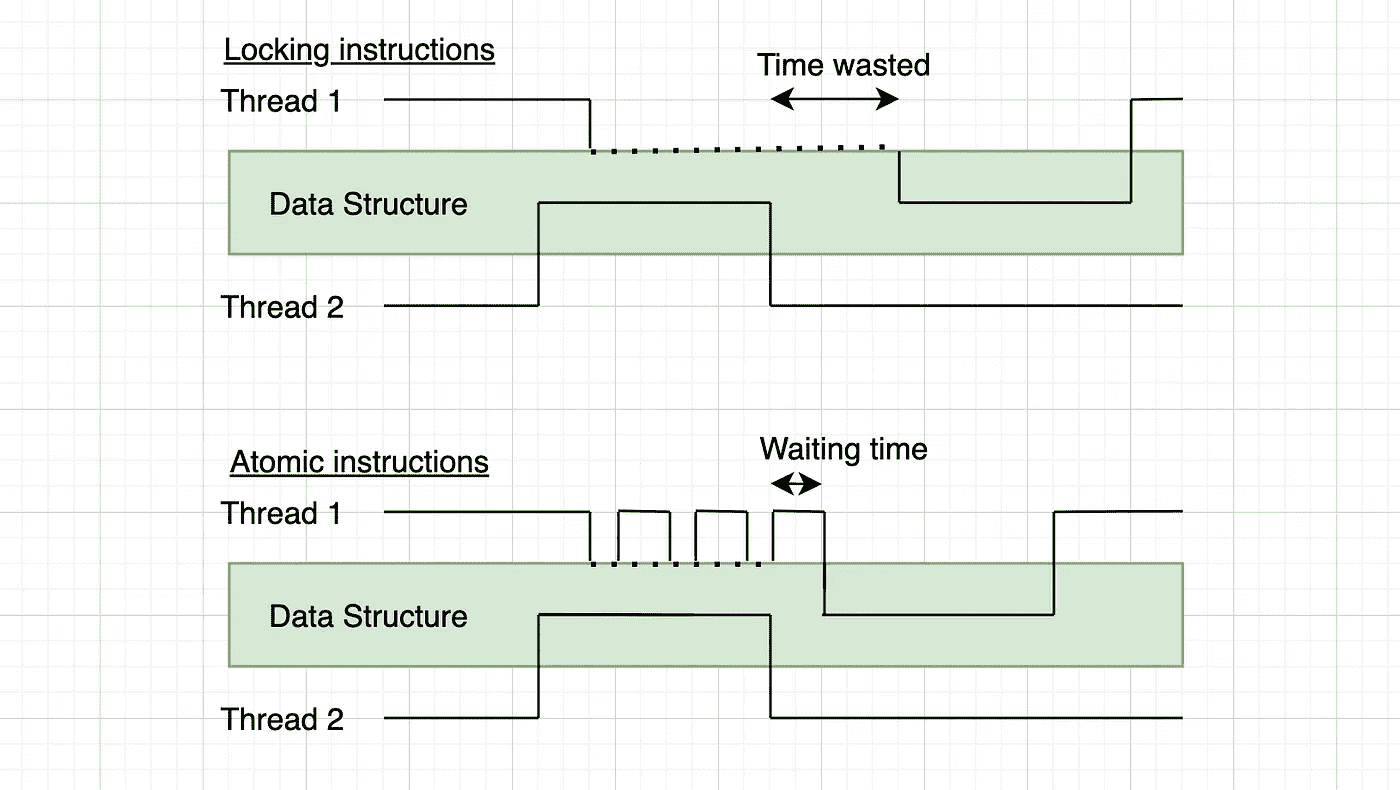 Locking instructions
Time wasted
Thread 1
Data Structure
Thread 2
Waiting time
Atomic instructions
Thread 1
Data Structure
Thread 2